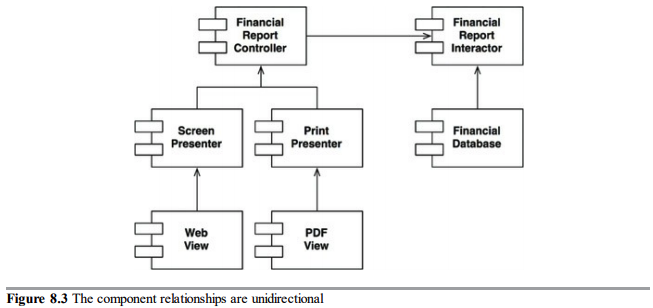 Financial
Report
Controller
Financial
Report
Interactor
Screen
Presenter
Print
Presenter
Financial
Database
Web
View
PDF
View
Figure 8.3 The component relationships are unidirectional